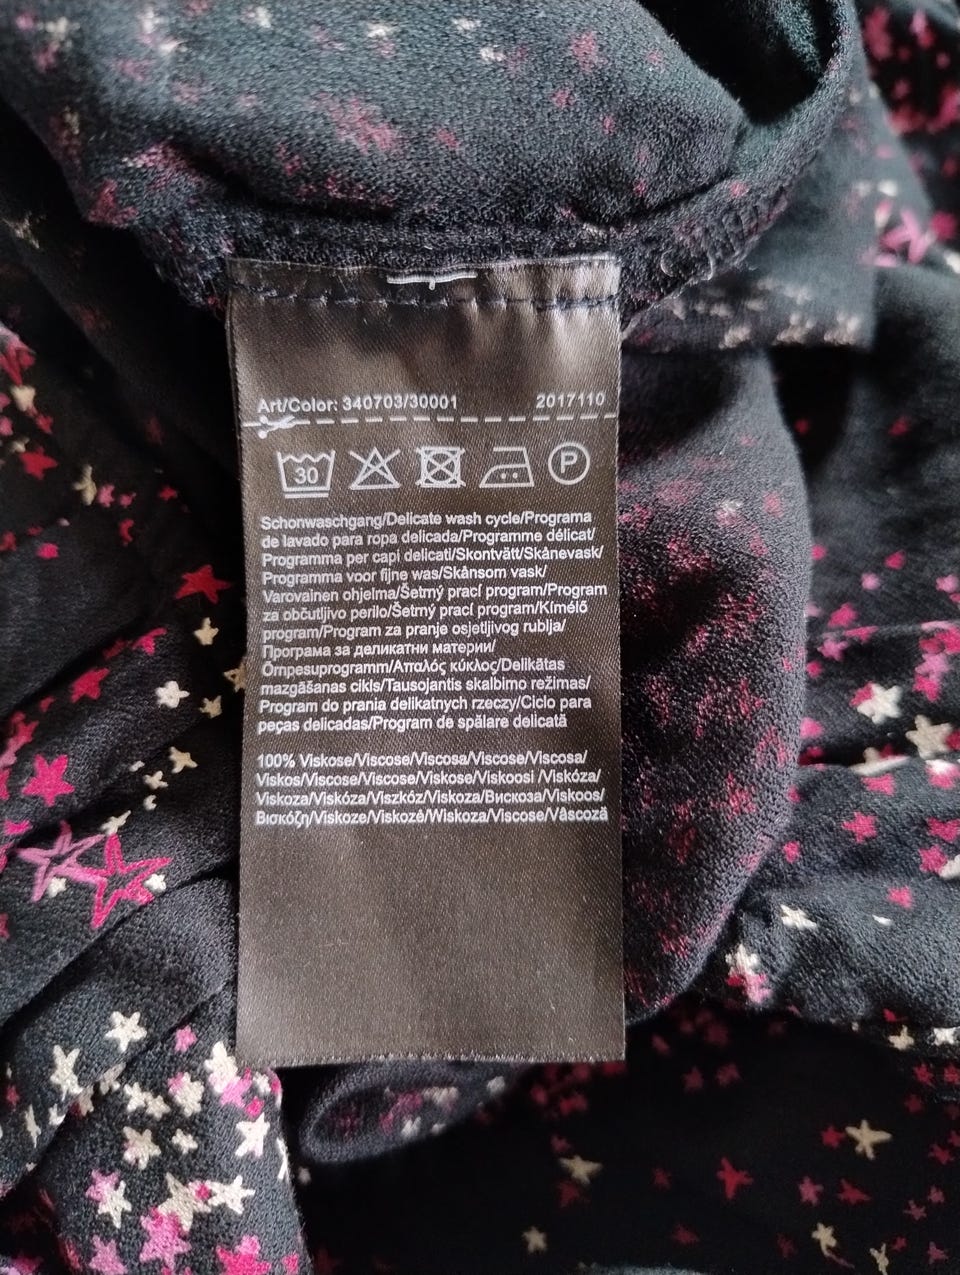 Art/Color: 340703/30001 2017110
30 P
Schonwaschgang/Delicate wash cycle/Programa
de lavado para ropa delicada/Programme délicat/
Programma per capi delicati/Skontvätt/Skånevask/
Programma voor fijne was/Skånsom vask/
Varovainen ohjelma/Šetrný prací program/Program
za občutljivo perilo/Šetrný prací program/Kímélő
program/Program za pranje osjetljivog rublja/
Програма за деликатни материи/
Õmpesuprogramm/Απαλός κύκλος/Delikātas
mazgāšanas cikls/Tausojantis skalbimo režimas/
Program do prania delikatnych rzeczy/Ciclo para
peças delicadas/Program de spălare delicată
100% Viskose/Viscose/Viscosa/Viscose/Viscosa/
Viskos/Viscose/Viscose/Viskose/Viskoosi /Viskóza/
Viskoza/Viskóza/Viszkóz/Viskoza/Вискоза/Viskoos/
Βισκόζη/Viskoze/Viskozė/Wiskoza/Viscose/Vâscoză